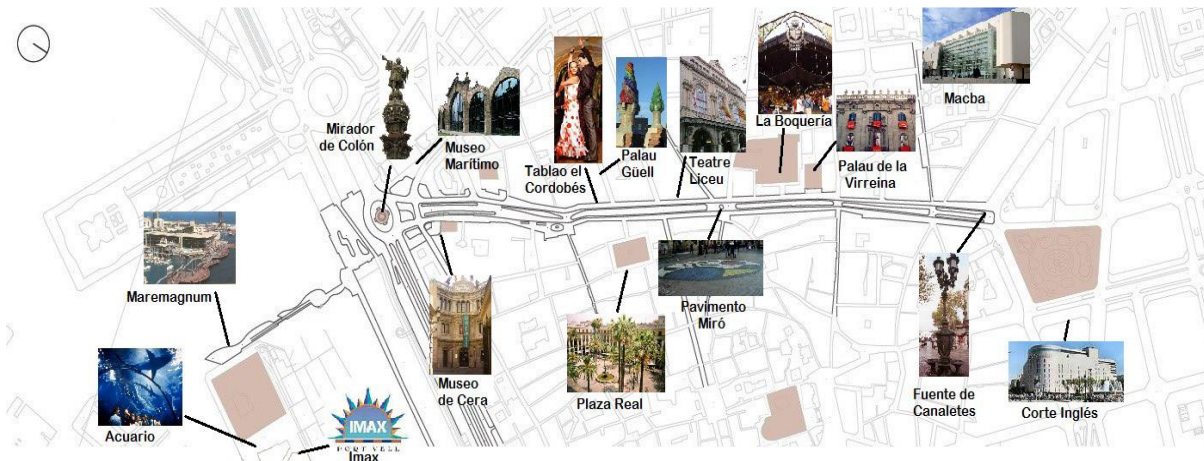 Macba
La Boquería
Mirador
de Colón
Museo
Marítimo
Tablao el
Cordobés
Palau
Güell
Teatre
Liceu
Palau de la
Virreina
Maremagnum
Pavimento
Miró
Acuario
IMAX
PORT VELL
Imax
Museo
de Cera
Plaza Real
Fuente de
Canaletes
Corte Inglés